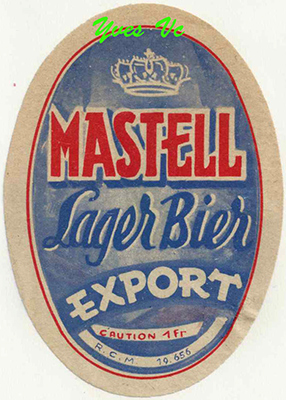 Yves Vc
MASTELL
Lager Bier
EXPORT
CAUTION 1 Fr
R.C.M. 19.656